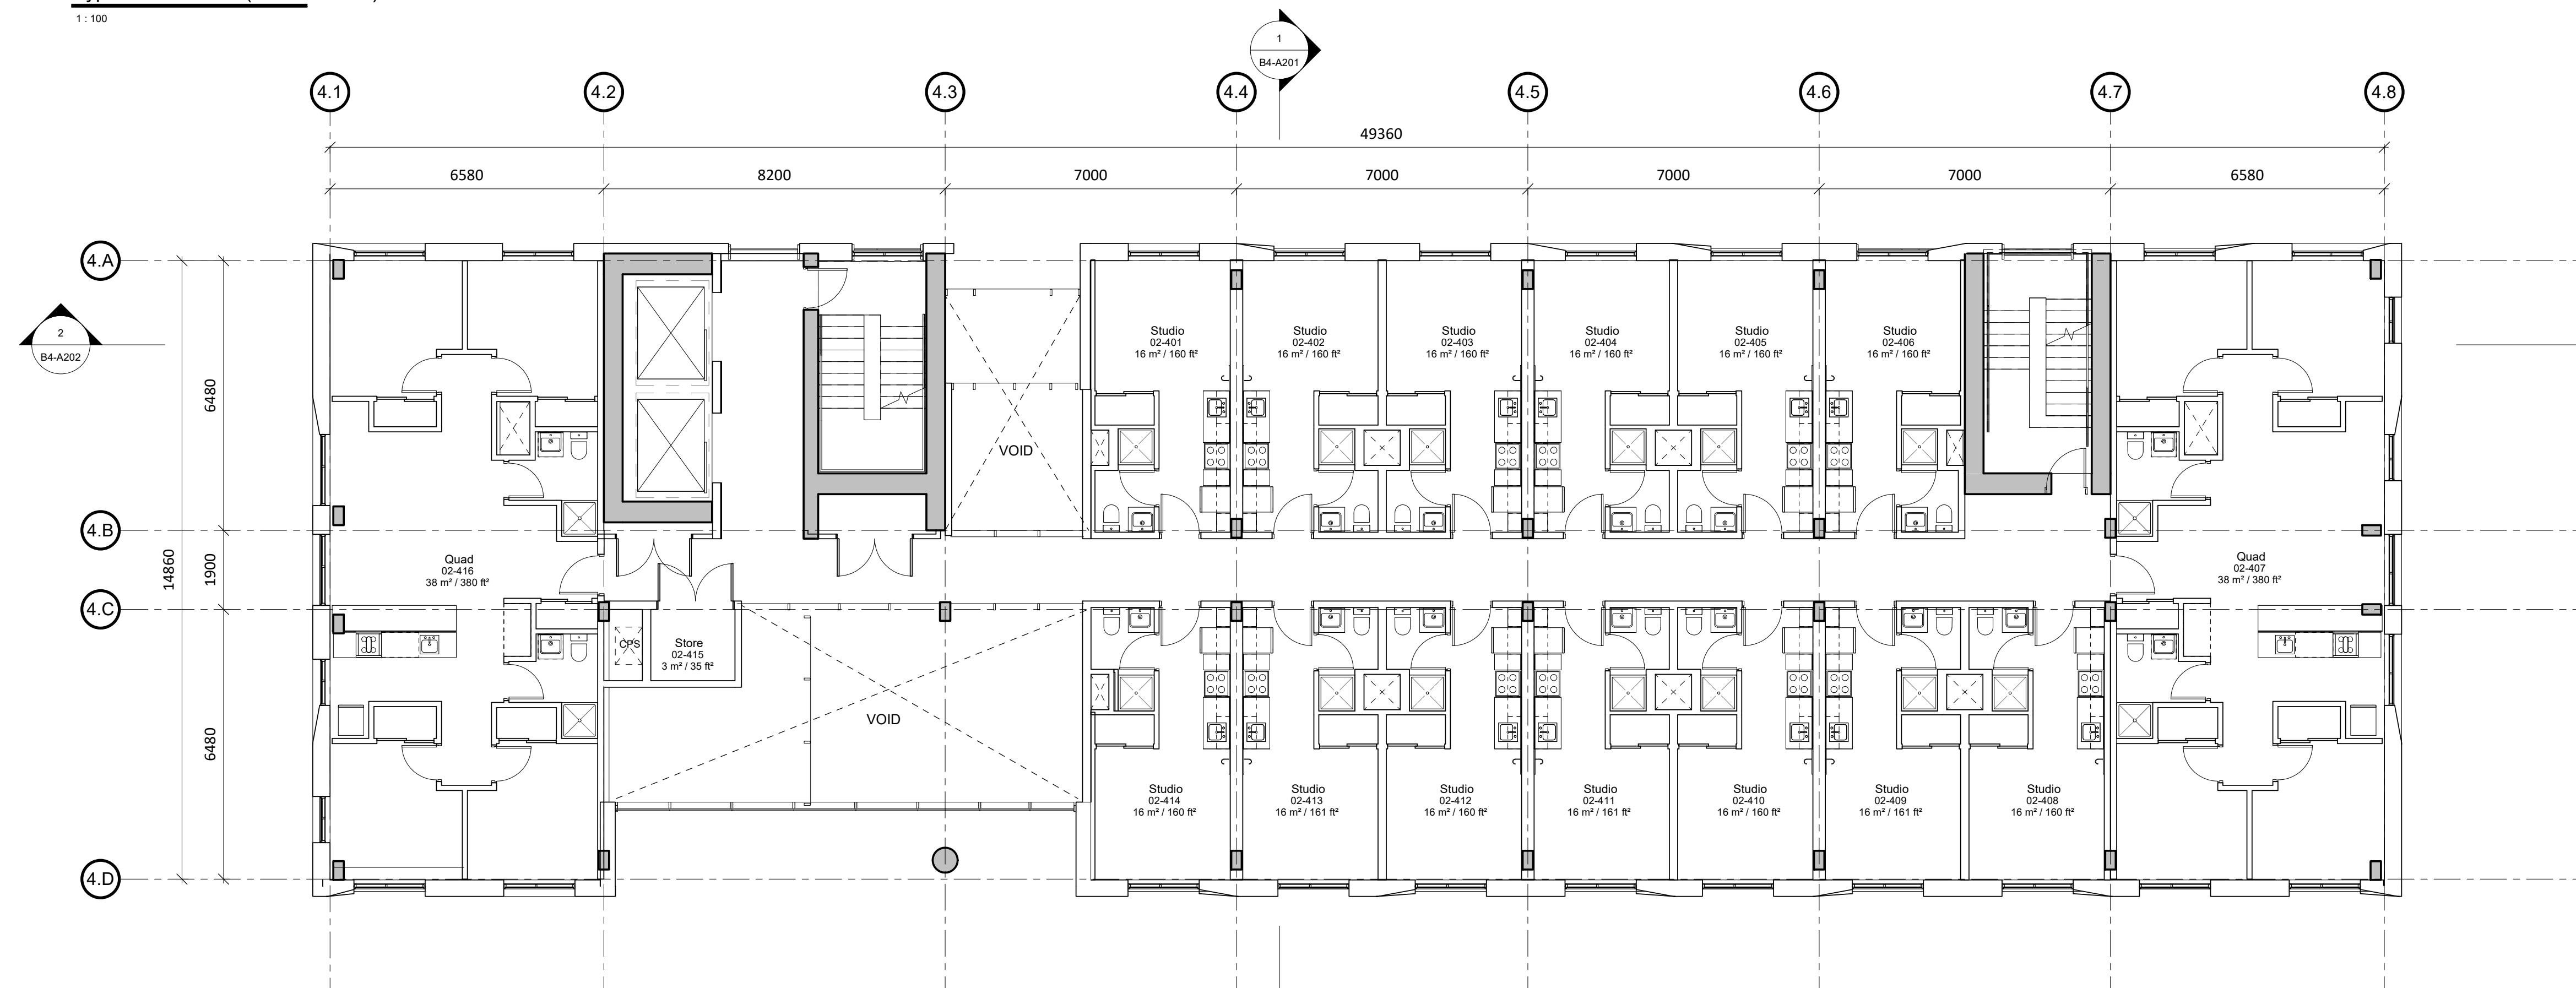 1 : 100
1
B4-A201
4.1
4.2
4.3
4.4
4.5
4.6
4.7
4.8
49360
6580
8200
7000
7000
7000
7000
6580
4.A
2
B4-A202
6480
Studio
02-401
16 m² / 160 ft²
Studio
02-402
16 m² / 160 ft²
Studio
02-403
16 m² / 160 ft²
Studio
02-404
16 m² / 160 ft²
Studio
02-405
16 m² / 160 ft²
Studio
02-406
16 m² / 160 ft²
VOID
4.B
14860
1900
Quad
02-416
38 m² / 380 ft²
Quad
02-407
38 m² / 380 ft²
4.C
CPS
Store
02-415
3 m² / 35 ft²
VOID
6480
Studio
02-414
16 m² / 160 ft²
Studio
02-413
16 m² / 161 ft²
Studio
02-412
16 m² / 160 ft²
Studio
02-411
16 m² / 161 ft²
Studio
02-410
16 m² / 160 ft²
Studio
02-409
16 m² / 161 ft²
Studio
02-408
16 m² / 160 ft²
4.D